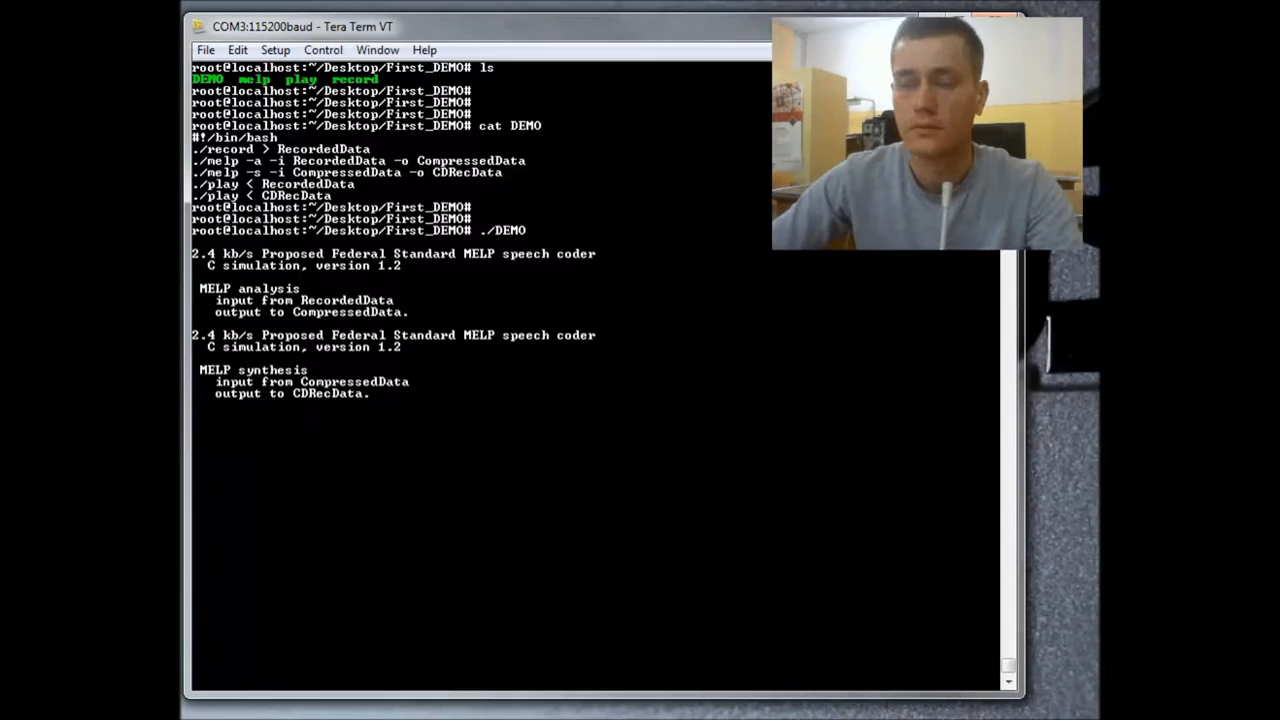 COM3:115200baud - Tera Term VT
File Edit Setup Control Window Help
root@localhost:~/Desktop/First_DEMO# ls
DEMO melp play record
root@localhost:~/Desktop/First_DEMO#
root@localhost:~/Desktop/First_DEMO#
root@localhost:~/Desktop/First_DEMO#
root@localhost:~/Desktop/First_DEMO# cat DEMO
#!/bin/bash
./record > RecordedData
./melp -a -i RecordedData -o CompressedData
./melp -s -i CompressedData -o CDRecData
./play < RecordedData
./play < CDRecData
root@localhost:~/Desktop/First_DEMO#
root@localhost:~/Desktop/First_DEMO#
root@localhost:~/Desktop/First_DEMO# ./DEMO
2.4 kb/s Proposed Federal Standard MELP speech coder
C simulation, version 1.2
MELP analysis
input from RecordedData
output to CompressedData.
2.4 kb/s Proposed Federal Standard MELP speech coder
C simulation, version 1.2
MELP synthesis
input from CompressedData
output to CDRecData.